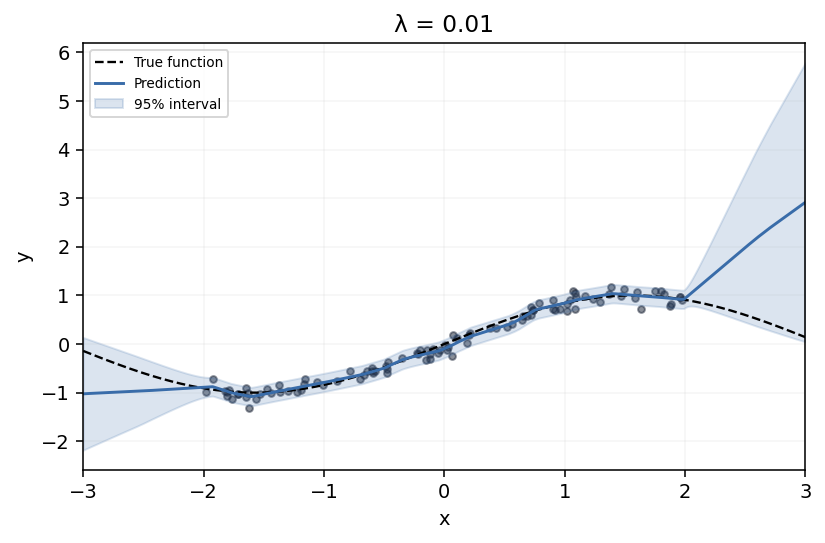 λ = 0.01
True function
Prediction
95% interval
y
6
5
4
3
2
1
0
−1
−2
−3 −2 −1 0 1 2 3
x